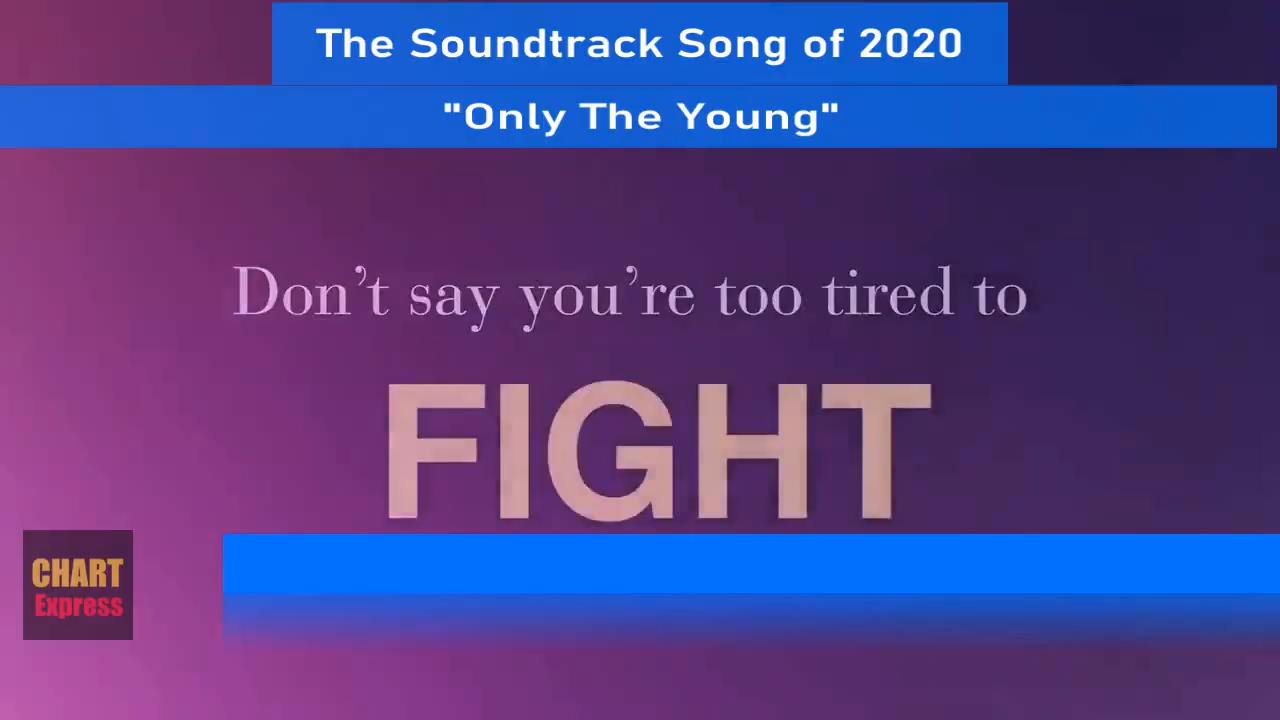 The Soundtrack Song of 2020
"Only The Young"
Don’t say you’re too tired to
FIGHT
CHART
Express